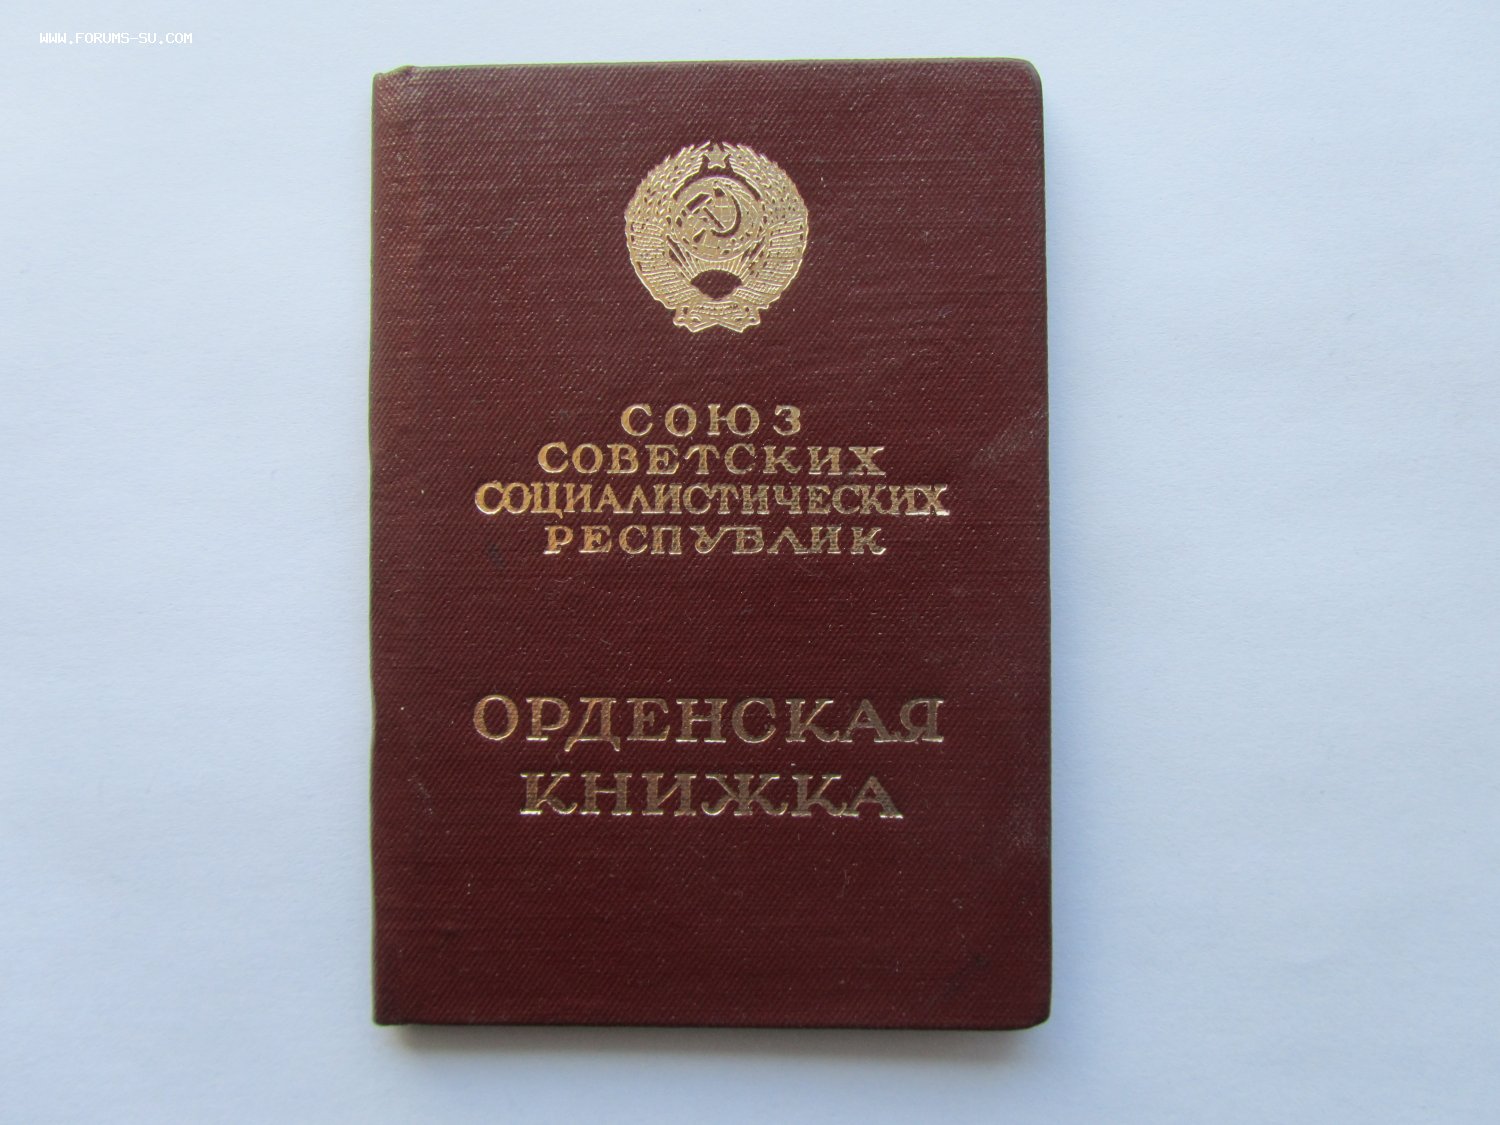 WWW.FORUMS-SU.COM
СОЮЗ
СОВЕТСКИХ
СОЦИАЛИСТИЧЕСКИХ
РЕСПУБЛИК
ОРДЕНСКАЯ
КНИЖКА